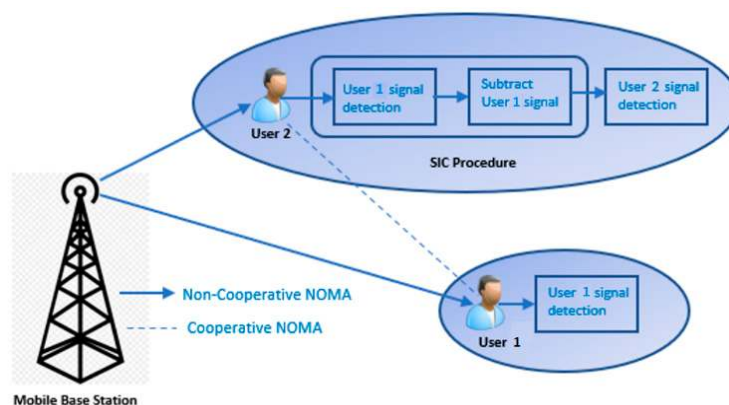 User 1 signal
detection
Subtract
User 1 signal
User 2 signal
detection
User 2
SIC Procedure
Non-Cooperative NOMA
Cooperative NOMA
User 1 signal
detection
User 1
Mobile Base Station